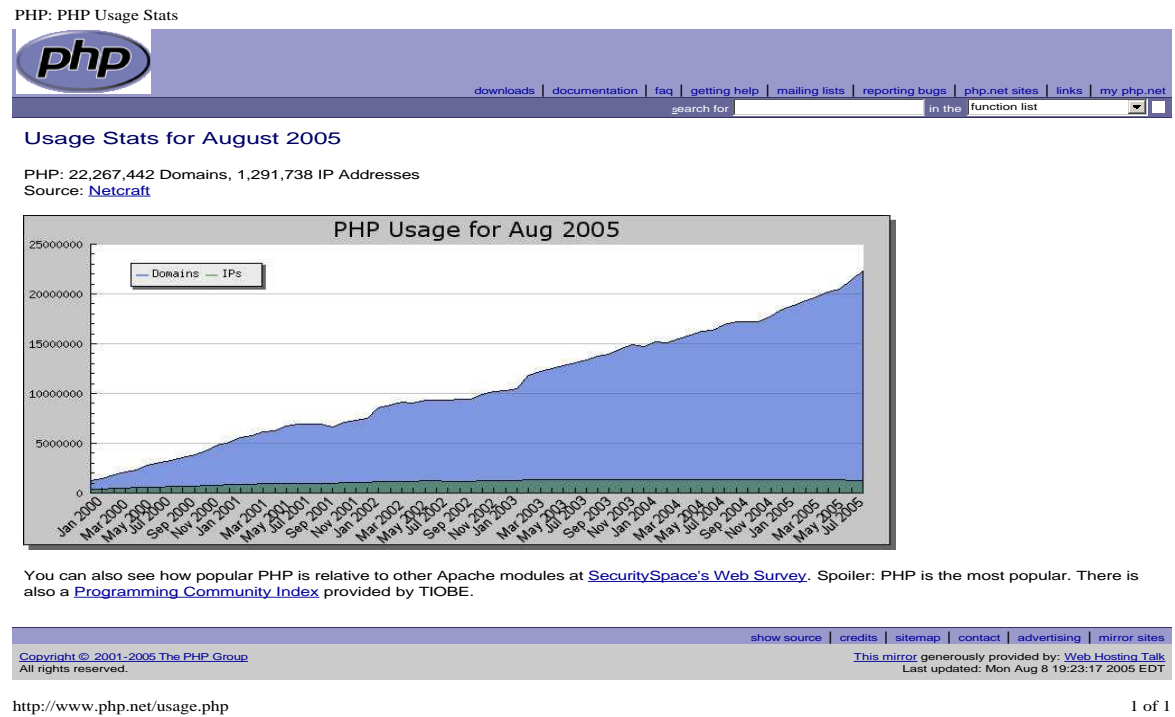 PHP: PHP Usage Stats
php
downloads | documentation | faq | getting help | mailing lists | reporting bugs | php.net sites | links | my php.net
search for in the function list
Usage Stats for August 2005
PHP: 22,267,442 Domains, 1,291,738 IP Addresses
Source: Netcraft
PHP Usage for Aug 2005
Domains IPs
25000000
20000000
15000000
10000000
5000000
0
Jan 2000 Mar 2000 May 2000 Jul 2000 Sep 2000 Nov 2000 Jan 2001 Mar 2001 May 2001 Jul 2001 Sep 2001 Nov 2001 Jan 2002 Mar 2002 May 2002 Jul 2002 Sep 2002 Nov 2002 Jan 2003 Mar 2003 May 2003 Jul 2003 Sep 2003 Nov 2003 Jan 2004 Mar 2004 May 2004 Jul 2004 Sep 2004 Nov 2004 Jan 2005 Mar 2005 May 2005 Jul 2005
You can also see how popular PHP is relative to other Apache modules at SecuritySpace's Web Survey. Spoiler: PHP is the most popular. There is
also a Programming Community Index provided by TIOBE.
show source | credits | sitemap | contact | advertising | mirror sites
Copyright © 2001-2005 The PHP Group
All rights reserved.
This mirror generously provided by: Web Hosting Talk
Last updated: Mon Aug 8 19:23:17 2005 EDT
http://www.php.net/usage.php
1 of 1